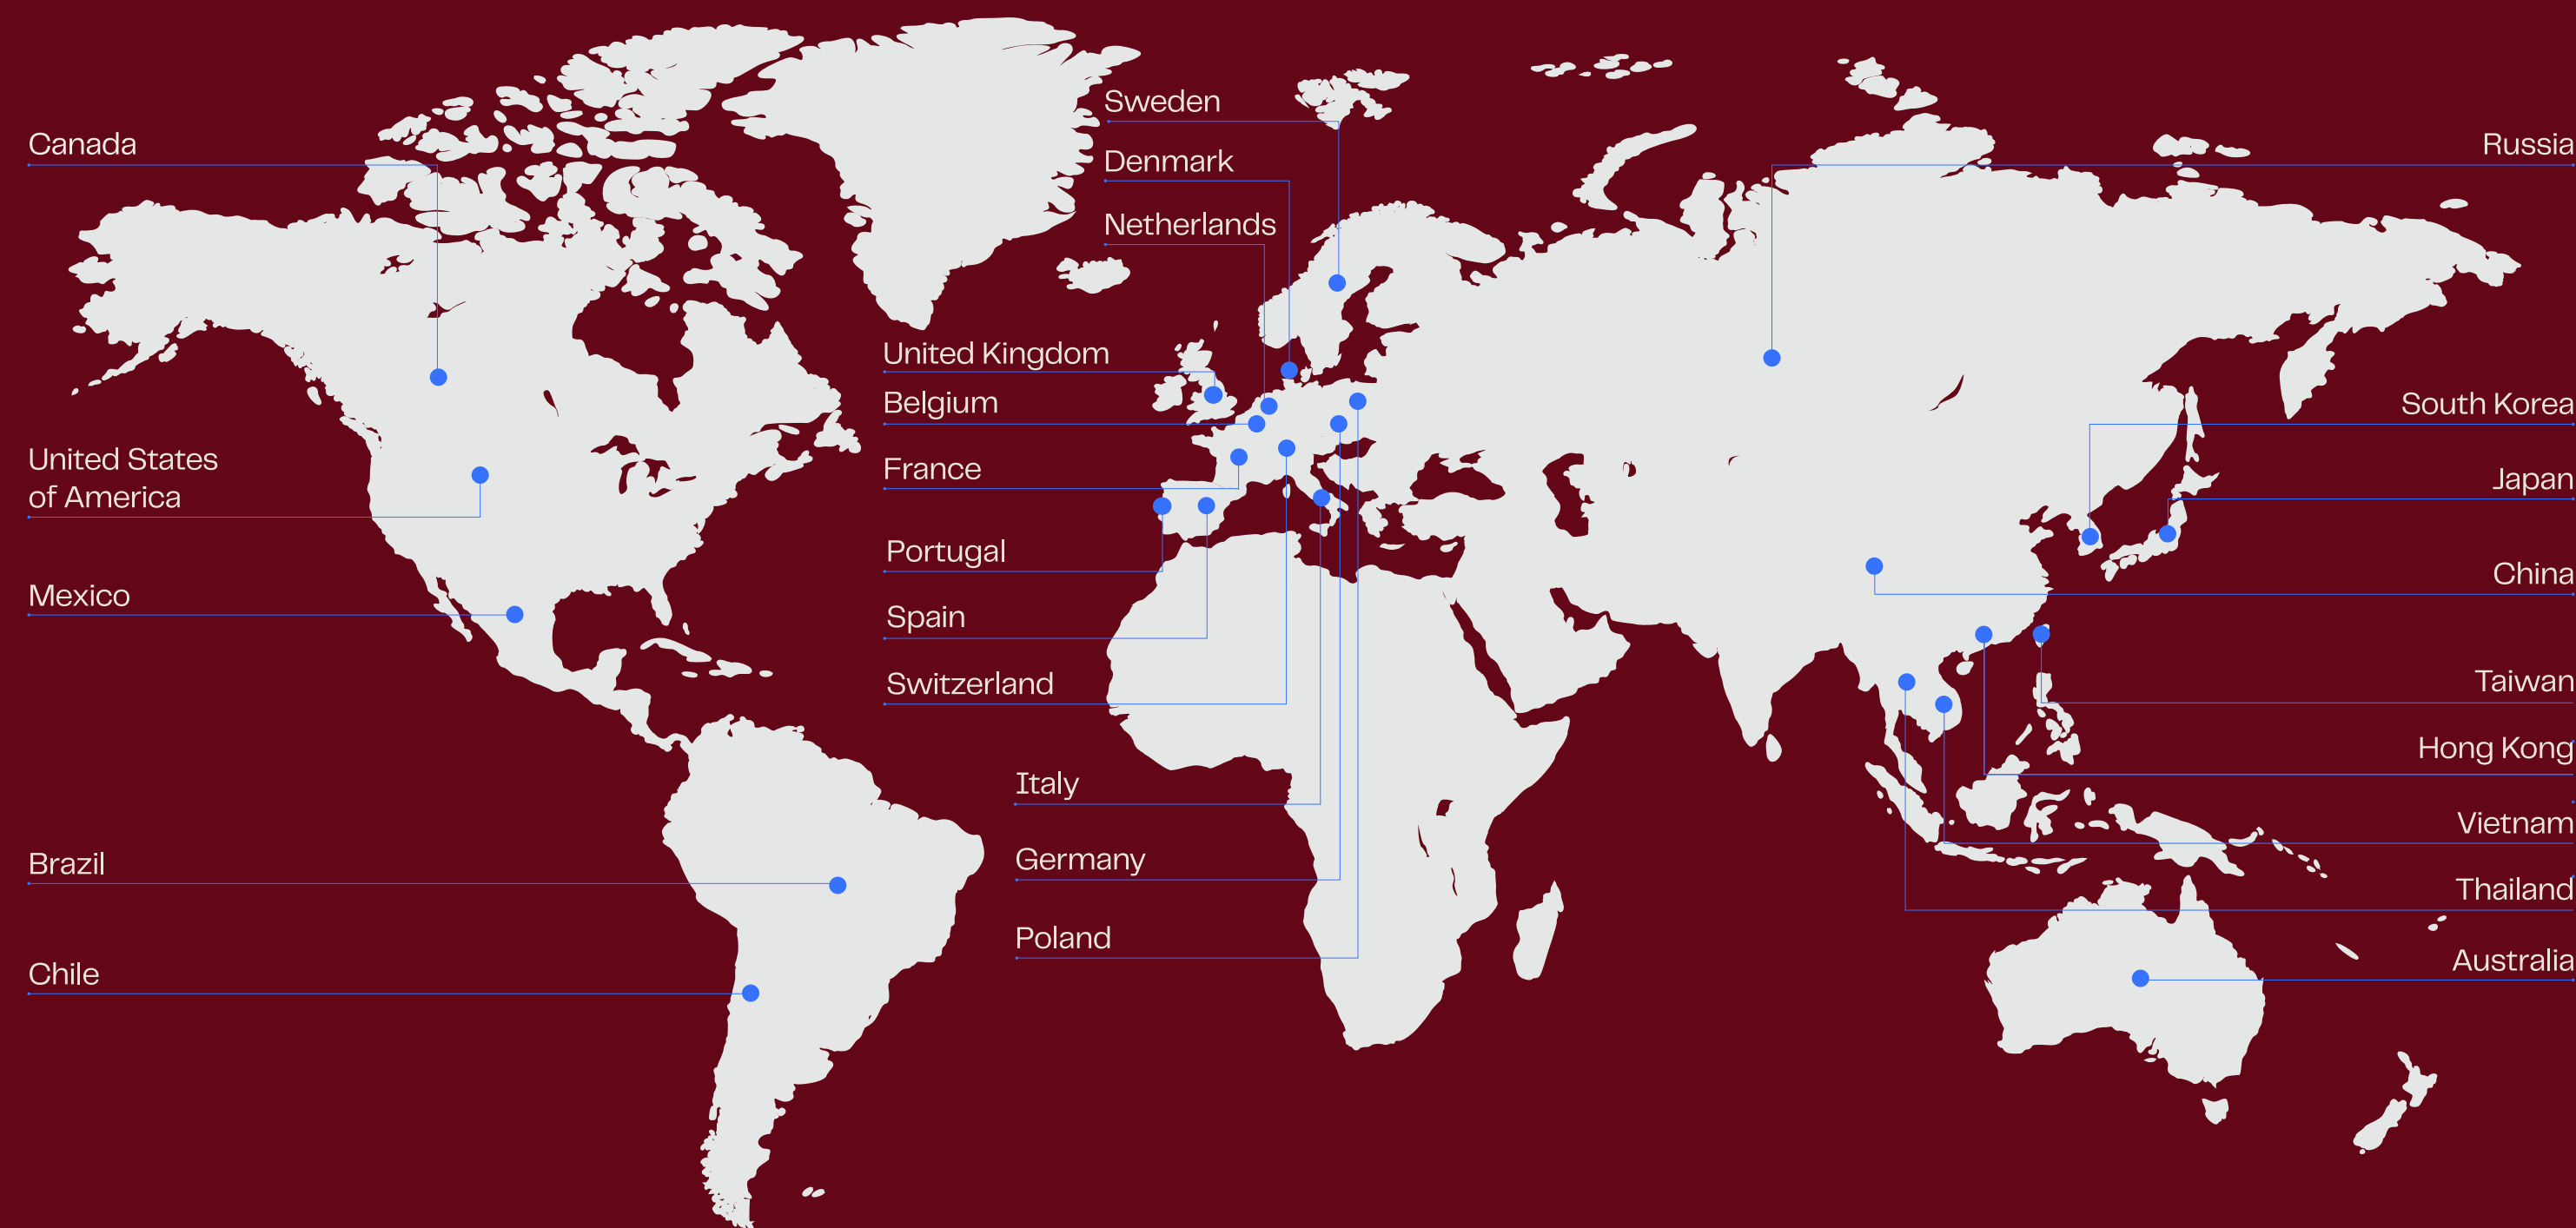 Canada
United States
of America
Mexico
Brazil
Chile
Sweden
Denmark
Netherlands
United Kingdom
Belgium
France
Portugal
Spain
Switzerland
Italy
Germany
Poland
Russia
South Korea
Japan
China
Taiwan
Hong Kong
Vietnam
Thailand
Australia